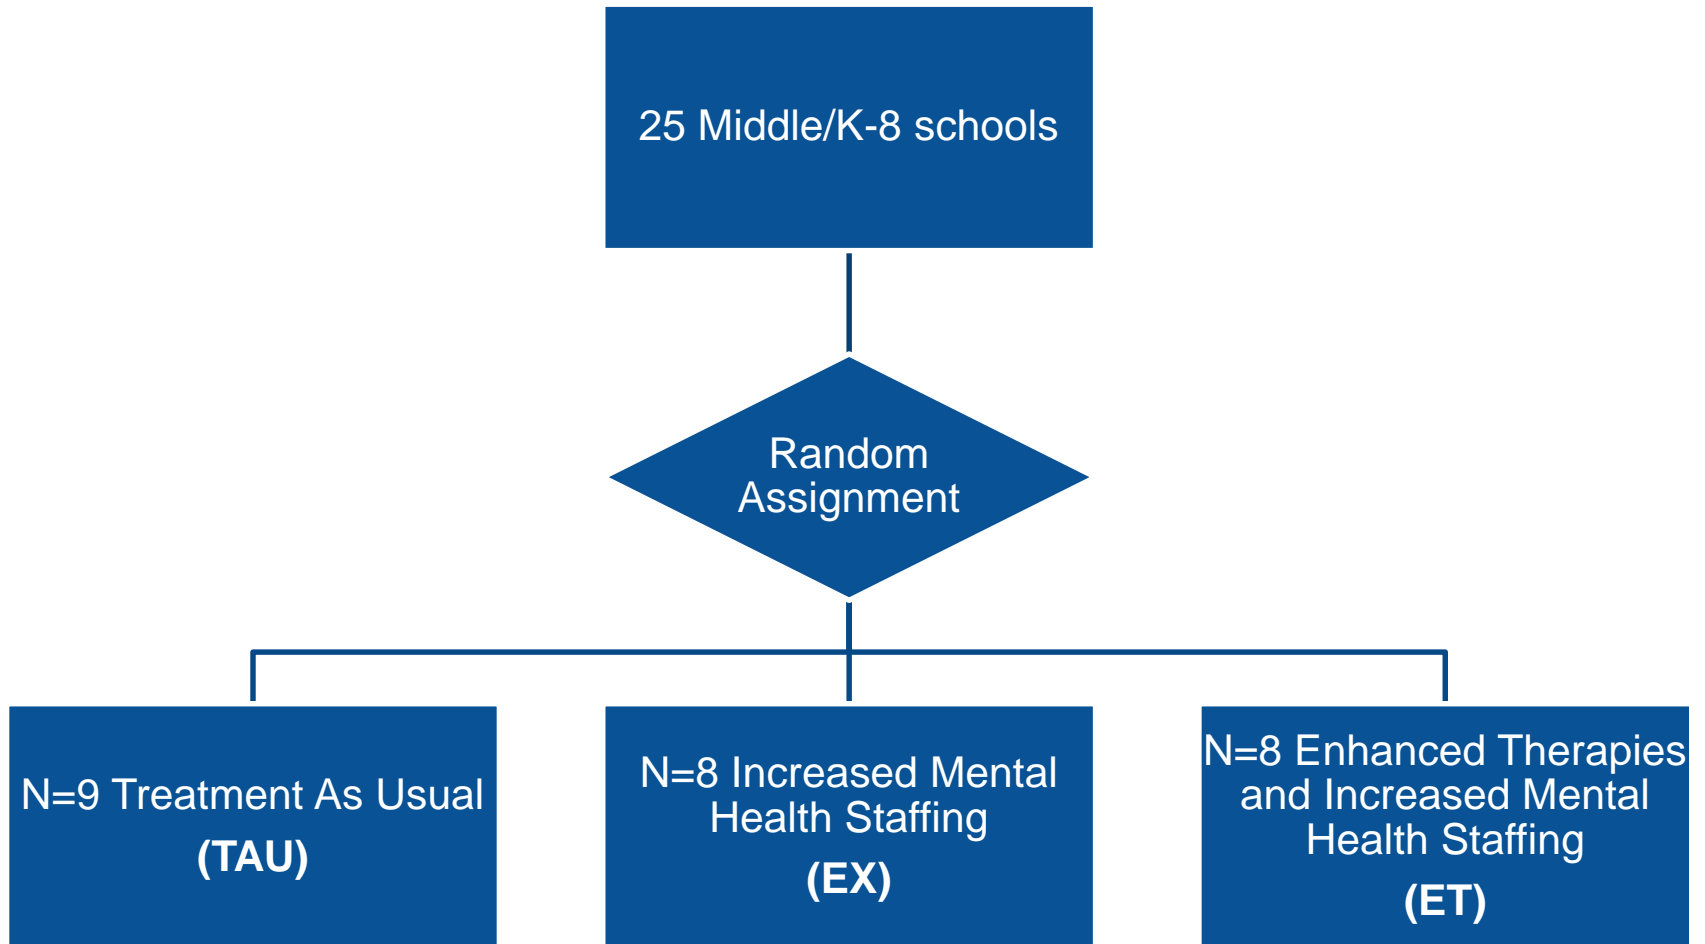 25 Middle/K-8 schools
Random
Assignment
N=9 Treatment As Usual
(TAU)
N=8 Increased Mental
Health Staffing
(EX)
N=8 Enhanced Therapies
and Increased Mental
Health Staffing
(ET)